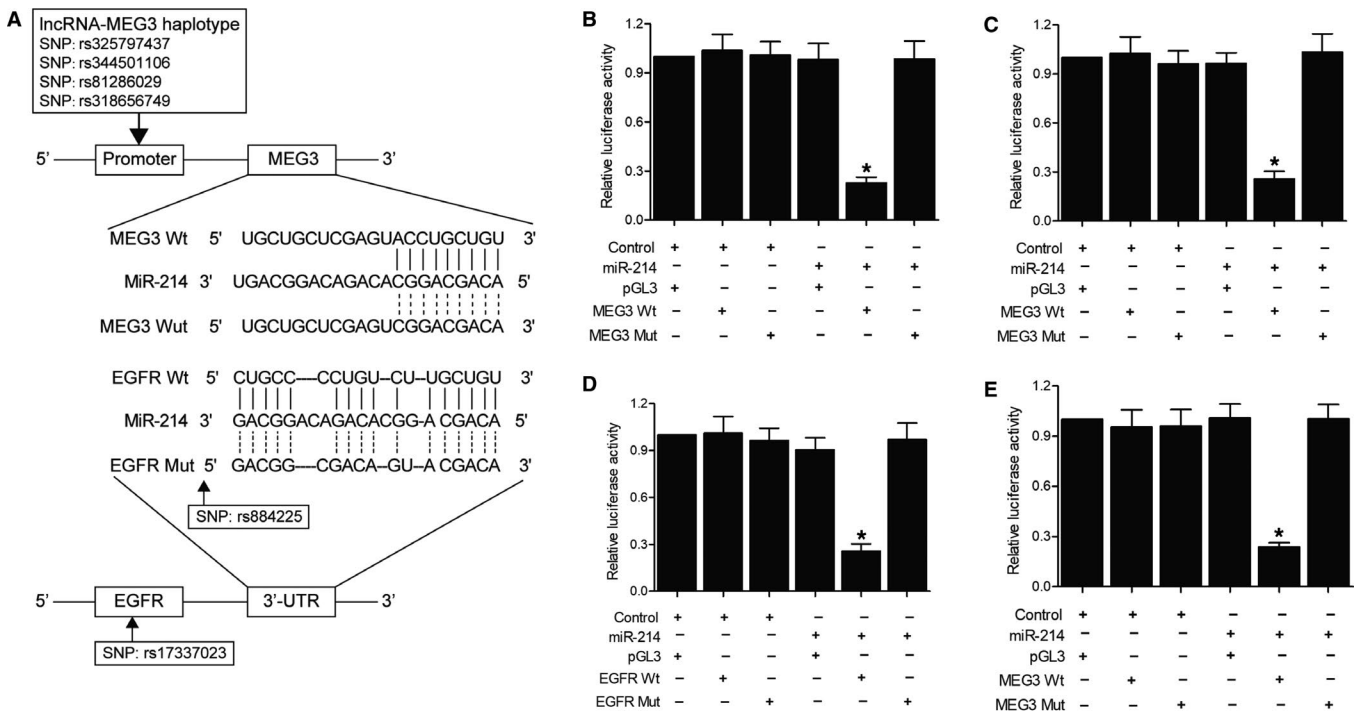 A
lncRNA-MEG3 haplotype
SNP: rs325797437
SNP: rs344501106
SNP: rs81286029
SNP: rs318656749
5' Promoter MEG3 3'
MEG3 Wt 5' UGCUGCUCGAGUACCUGCUGU 3'
MiR-214 3' UGACGGACAGACACGGACGACA 5'
MEG3 Wut 5' UGCUGCUCGAGUCGGACGACA 3'
EGFR Wt 5' CUGCC----CCUGU--CU--UGCUGU 3'
MiR-214 3' GACGGACAGACACGG-ACGACA 5'
EGFR Mut 5' GACGG----CGACA--GU--ACGACA 3'
SNP: rs884225
5' EGFR 3'-UTR 3'
SNP: rs17337023
B
Relative luciferase activity
1.2
0.9
0.6
0.3
0.0
*
Control + + + – – –
miR-214 – – – + + +
pGL3 + – – + – –
MEG3 Wt – + – – + –
MEG3 Mut – – + – – +
C
Relative luciferase activity
1.2
0.9
0.6
0.3
0.0
*
Control + + + – – –
miR-214 – – – + + +
pGL3 + – – + – –
MEG3 Wt – + – – + –
MEG3 Mut – – + – – +
D
Relative luciferase activity
1.2
0.9
0.6
0.3
0.0
*
Control + + + – – –
miR-214 – – – + + +
pGL3 + – – + – –
EGFR Wt – + – – + –
EGFR Mut – – + – – +
E
Relative luciferase activity
1.2
0.9
0.6
0.3
0.0
*
Control + + + – – –
miR-214 – – – + + +
pGL3 + – – + – –
MEG3 Wt – + – – + –
MEG3 Mut – – + – – +